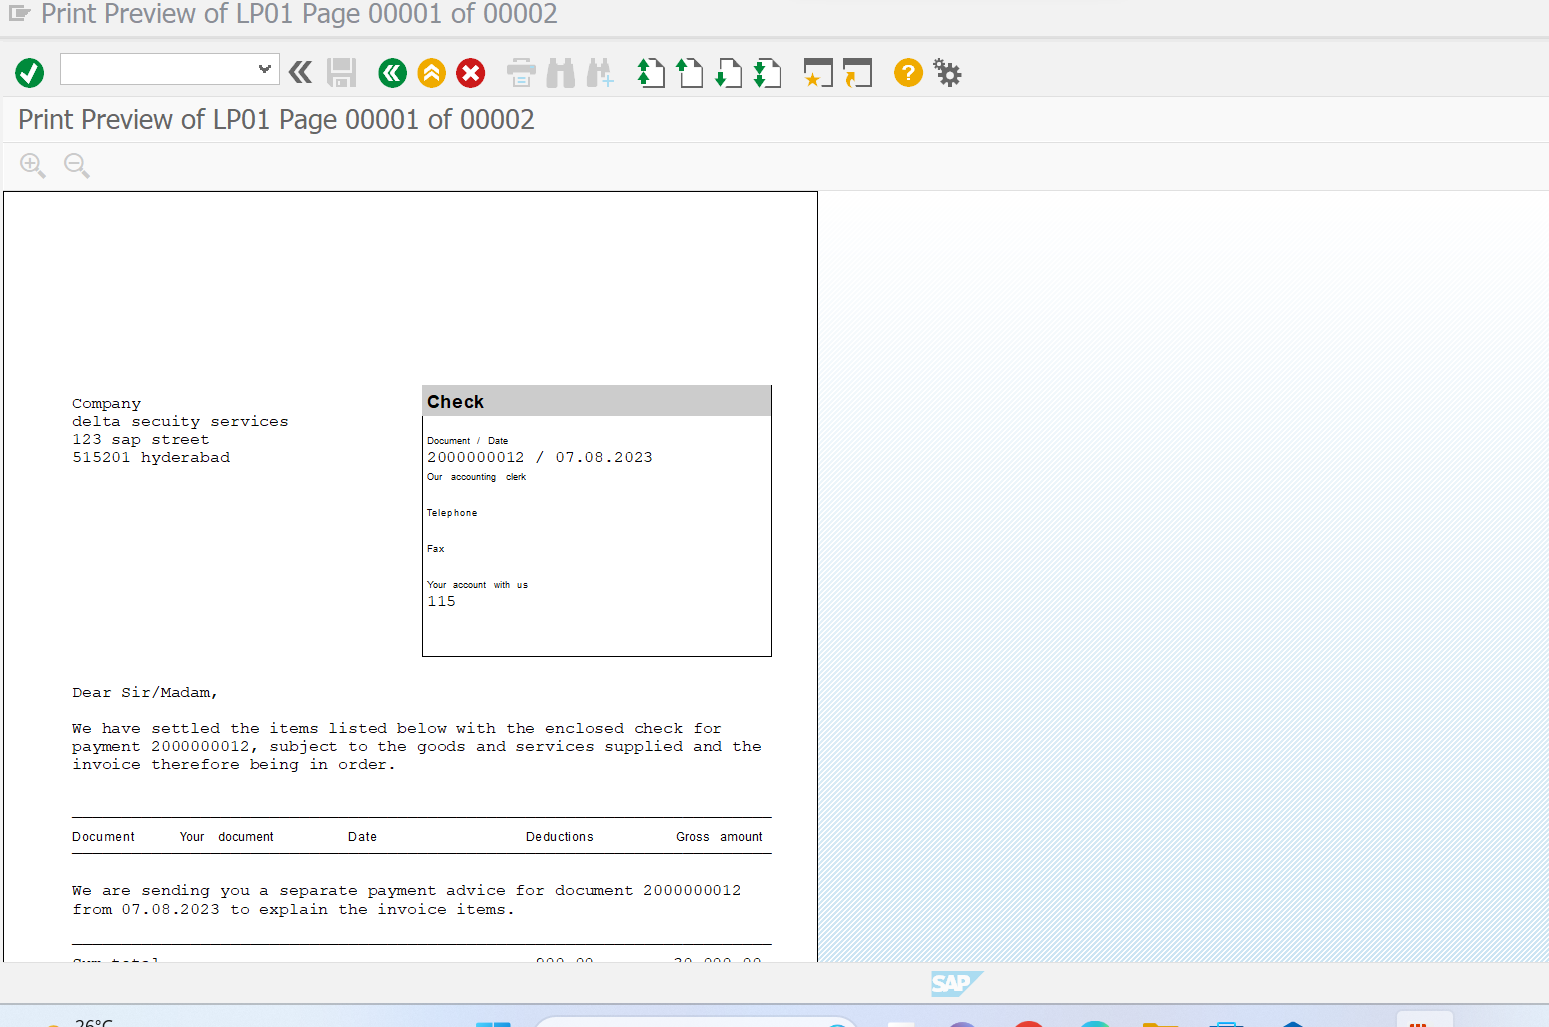 Print Preview of LP01 Page 00001 of 00002
Print Preview of LP01 Page 00001 of 00002
Company
delta secuity services
123 sap street
515201 hyderabad
Check
Document / Date
2000000012 / 07.08.2023
Our accounting clerk
Telephone
Fax
Your account with us
115
Dear Sir/Madam,
We have settled the items listed below with the enclosed check for
payment 2000000012, subject to the goods and services supplied and the
invoice therefore being in order.
Document Your document Date Deductions Gross amount
We are sending you a separate payment advice for document 2000000012
from 07.08.2023 to explain the invoice items.
Sum total
SAP
26°C